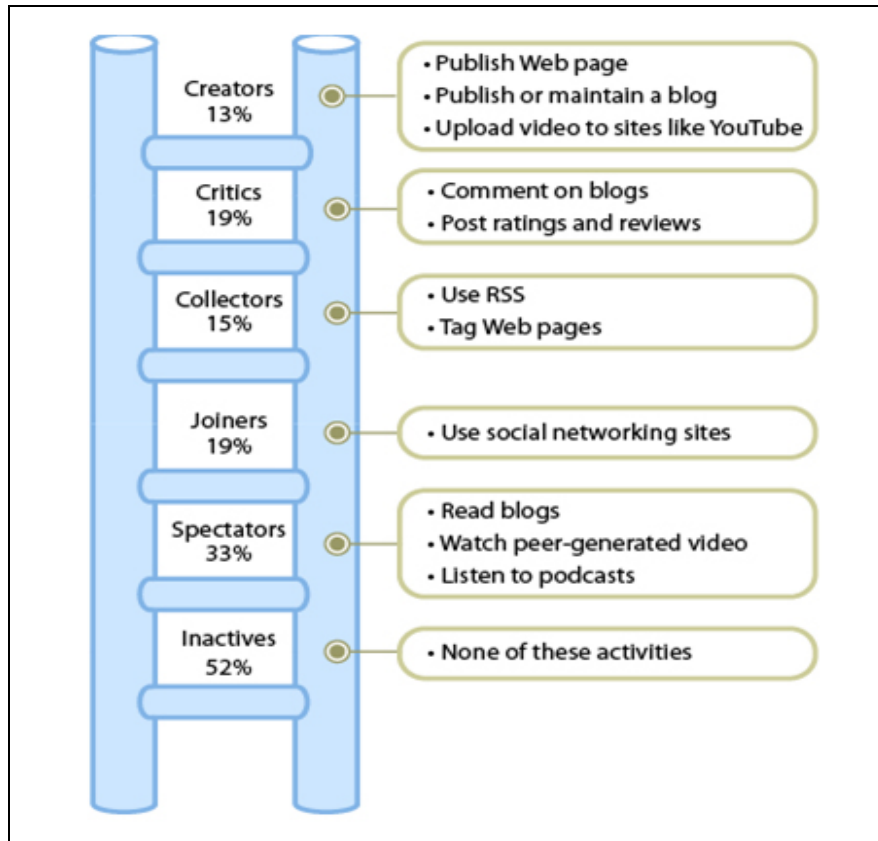 Creators
13%
• Publish Web page
• Publish or maintain a blog
• Upload video to sites like YouTube
Critics
19%
• Comment on blogs
• Post ratings and reviews
Collectors
15%
• Use RSS
• Tag Web pages
Joiners
19%
• Use social networking sites
Spectators
33%
• Read blogs
• Watch peer-generated video
• Listen to podcasts
Inactives
52%
• None of these activities